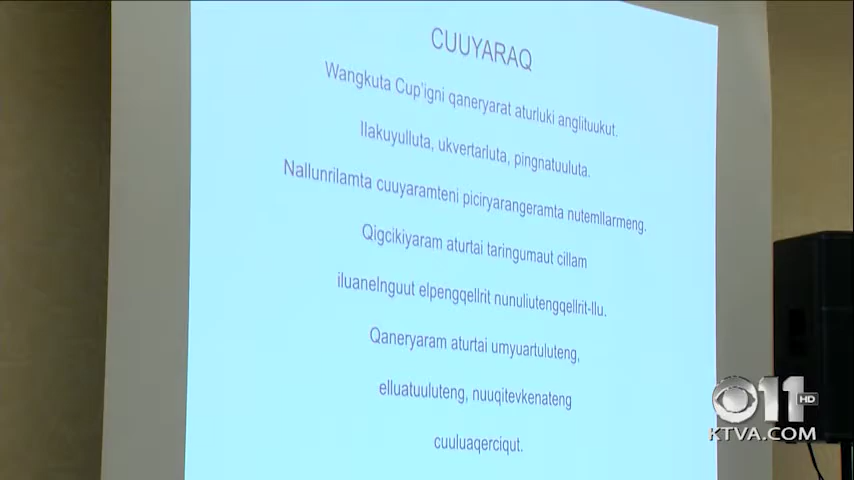 CUUYARAQ
Wangkuta Cup'igni qaneryarat aturluki anglituukut.
Ilakuyulluta, ukvertarluta, pingnatuuluta.
Nallunrilamta cuuyaramteni piciryarangeramta nutemllarmeng.
Qigcikiyaram aturtai taringumaut cillam
iluanelnguut elpengqellrit nunuliutengqellrit-llu.
Qaneryaram aturtai umyuartuluteng,
elluatuuluteng, nuuqitevkenateng
cuuluaqerciqut.
11 HD
KTVA.COM